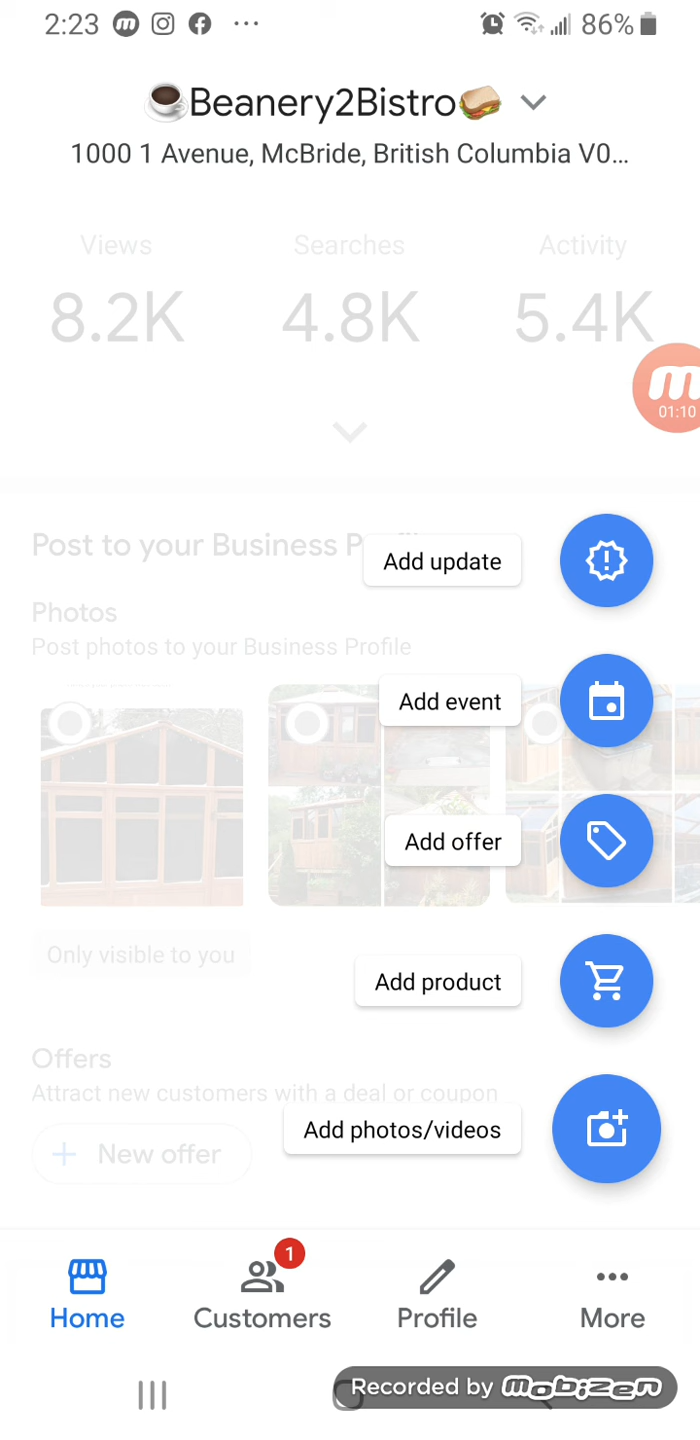 2:23 86%
☕Beanery2Bistro🥪
1000 1 Avenue, McBride, British Columbia V0...
Views Searches Activity
8.2K 4.8K 5.4K
m
01:10
Post to your Business P
Add update
Photos
Post photos to your Business Profile
Add event
Add offer
Only visible to you
Add product
Offers
Attract new customers with a deal or coupon
Add photos/videos
+ New offer
1
Home Customers Profile More
Recorded by mobizen